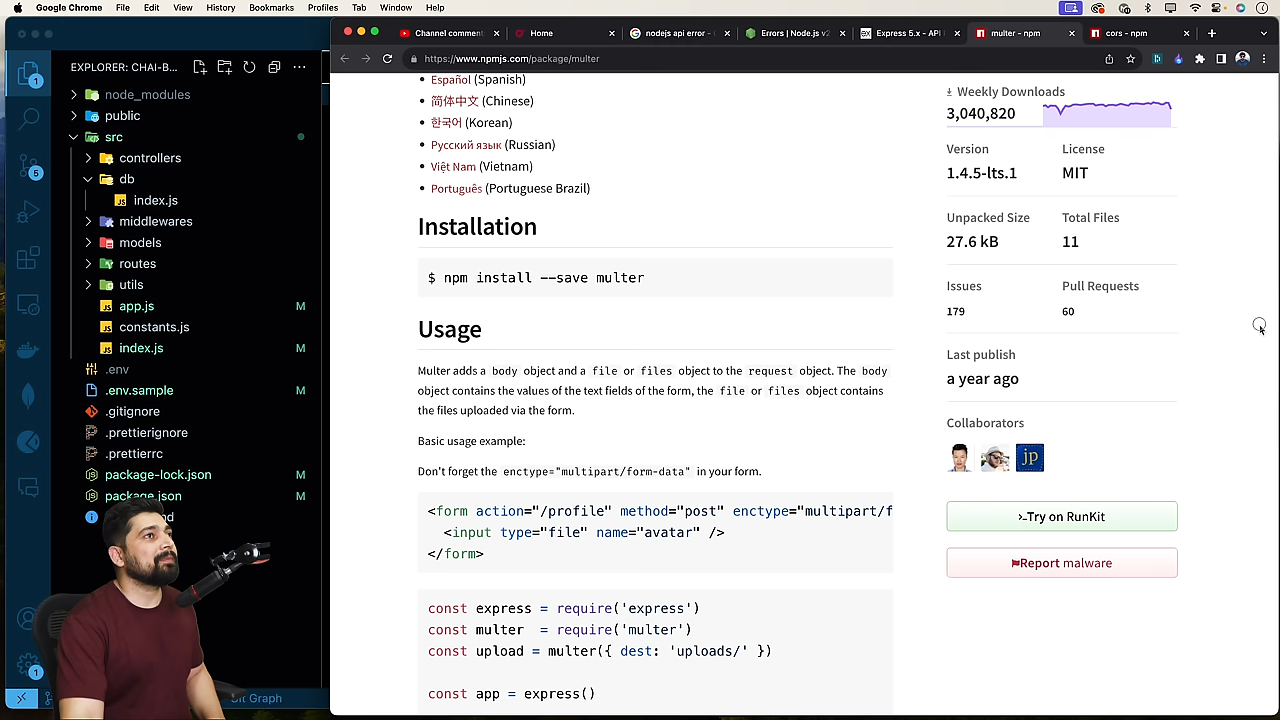 Google Chrome File Edit View History Bookmarks Profiles Tab Window Help
EXPLORER: CHAI-B...
node_modules
public
src
controllers
db
index.js
middlewares
models
routes
utils
app.js M
constants.js
index.js M
.env
.env.sample M
.gitignore
.prettierignore
.prettierrc
package-lock.json M
package.json M
1
5
1
Git Graph
Channel comment
Home
nodejs api error -
Errors | Node.js v2
Express 5.x - API
multer - npm
cors - npm
https://www.npmjs.com/package/multer
Español (Spanish)
简体中文 (Chinese)
한국어 (Korean)
Русский язык (Russian)
Việt Nam (Vietnam)
Português (Portuguese Brazil)
Installation
$ npm install --save multer
Usage
Multer adds a body object and a file or files object to the request object. The body
object contains the values of the text fields of the form, the file or files object contains
the files uploaded via the form.
Basic usage example:
Don't forget the enctype="multipart/form-data" in your form.
<form action="/profile" method="post" enctype="multipart/f
<input type="file" name="avatar" />
</form>
const express = require('express')
const multer = require('multer')
const upload = multer({ dest: 'uploads/' })
const app = express()
Weekly Downloads
3,040,820
Version License
1.4.5-lts.1 MIT
Unpacked Size Total Files
27.6 kB 11
Issues Pull Requests
179 60
Last publish
a year ago
Collaborators
jp
Try on RunKit
Report malware